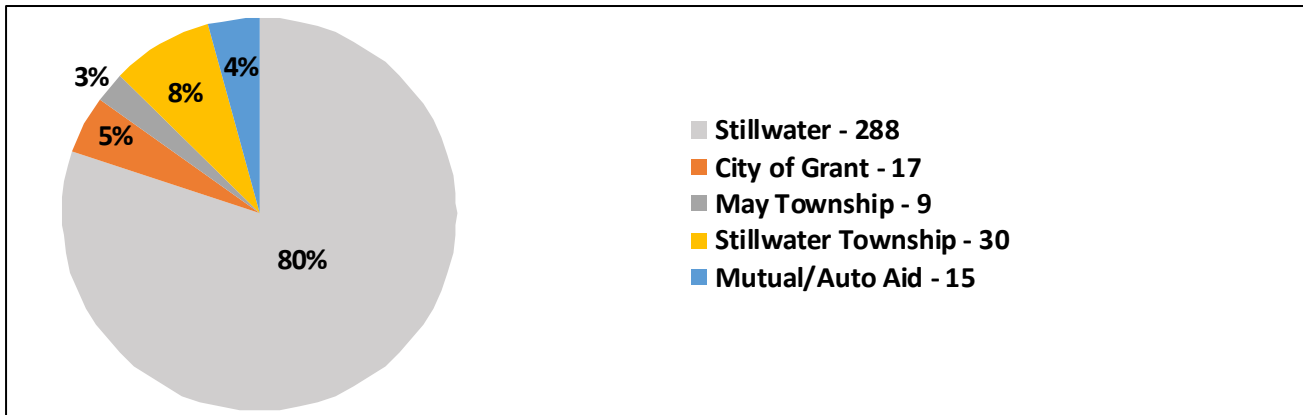 4%
3%
8%
5%
80%
Stillwater - 288
City of Grant - 17
May Township - 9
Stillwater Township - 30
Mutual/Auto Aid - 15